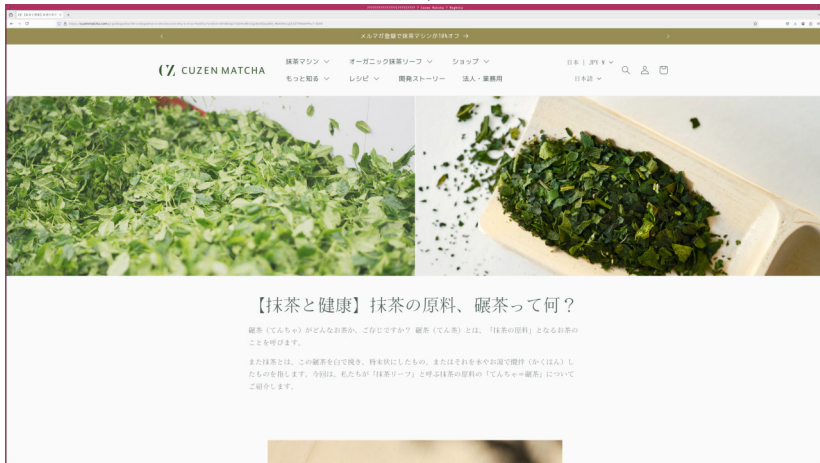 メルマガ登録で抹茶マシンが10%オフ →
CUZEN MATCHA
抹茶マシン
オーガニック抹茶リーフ
ショップ
もっと知る
レシピ
開発ストーリー
法人・業務用
日本 | JPY ¥
日本語
【抹茶と健康】抹茶の原料、碾茶って何？
碾茶（てんちゃ）がどんなお茶か、ご存じですか？ 碾茶（てん茶）とは、「抹茶の原料」となるお茶の
ことを呼びます。
また抹茶とは、この碾茶を臼で挽き、粉末状にしたもの、またはそれを水やお湯で攪拌（かくはん）し
たものを指します。今回は、私たちが「抹茶リーフ」と呼ぶ抹茶の原料の「てんちゃ＝碾茶」について
ご紹介します。